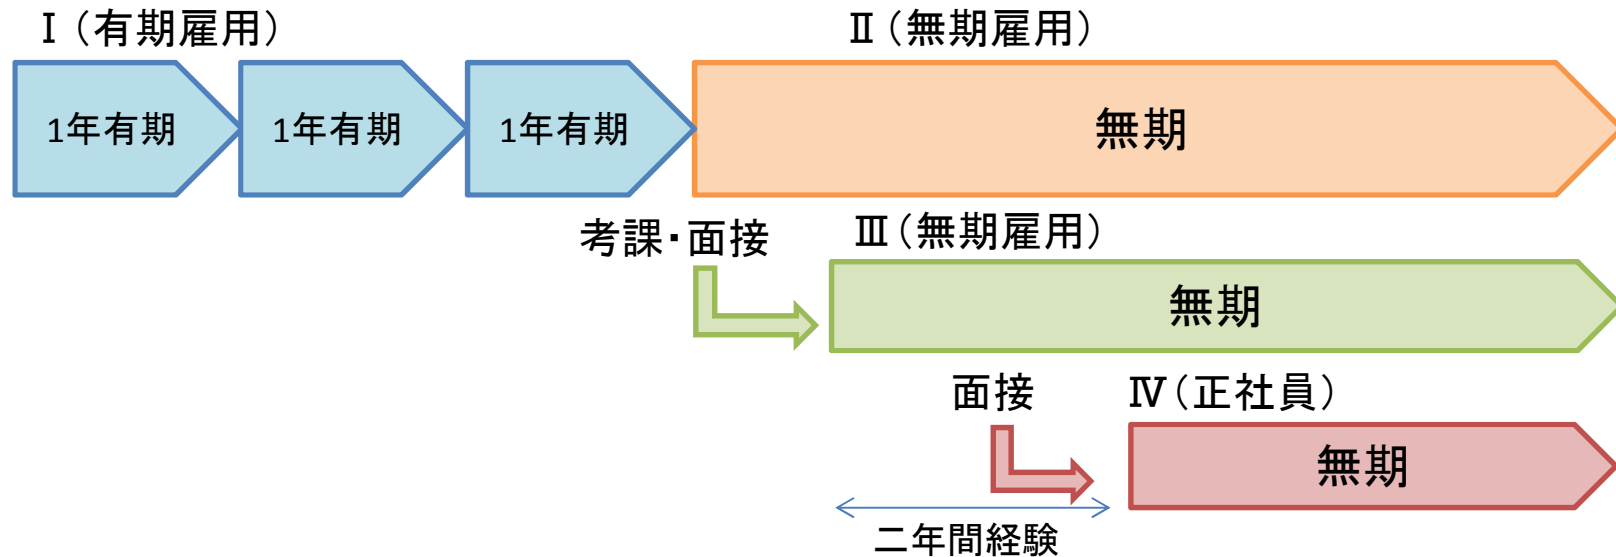 Ⅰ(有期雇用)
Ⅱ(無期雇用)
1年有期
1年有期
1年有期
無期
考課・面接
Ⅲ(無期雇用)
無期
面接
Ⅳ(正社員)
無期
二年間経験